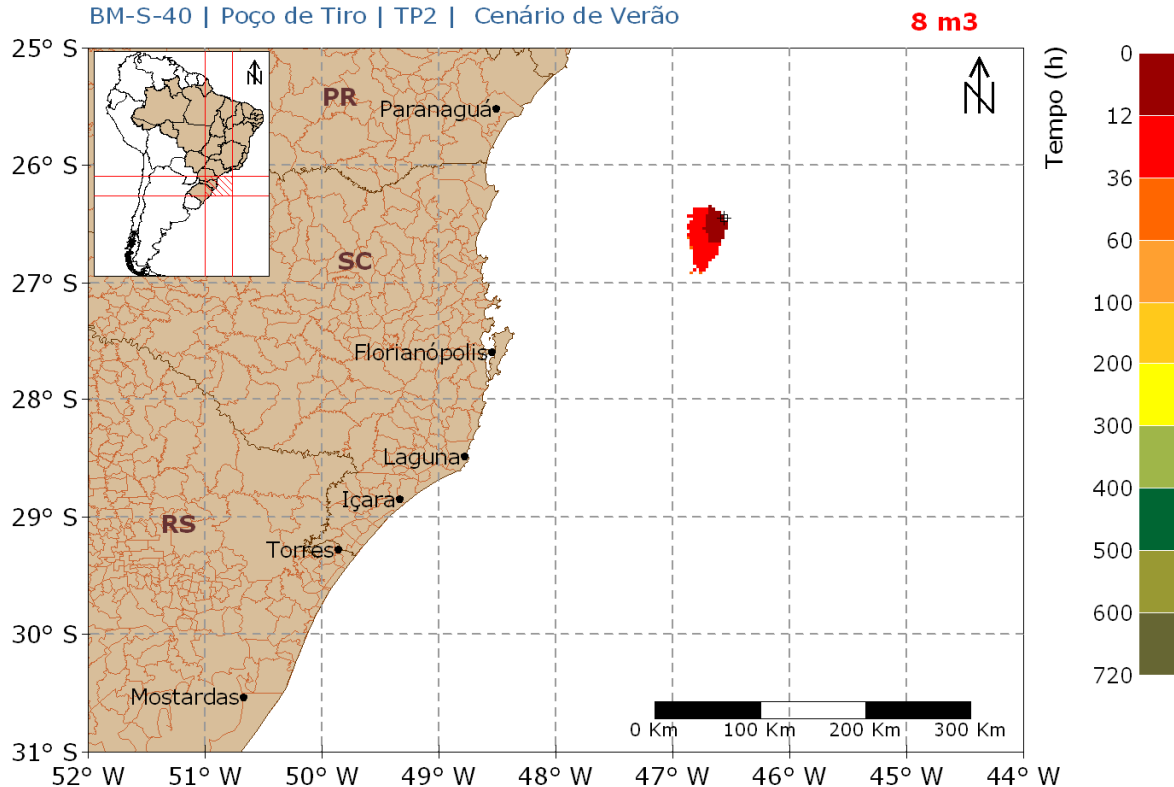 BM-S-40 | Poço de Tiro | TP2 | Cenário de Verão
8 m3
25° S
26° S
27° S
28° S
29° S
30° S
31° S
52° W
51° W
50° W
49° W
48° W
47° W
46° W
45° W
44° W
N
N
PR
Paranaguá
SC
Florianópolis
Laguna
Içara
RS
Torres
Mostardas
0 Km
100 Km
200 Km
300 Km
Tempo (h)
0
12
36
60
100
200
300
400
500
600
720